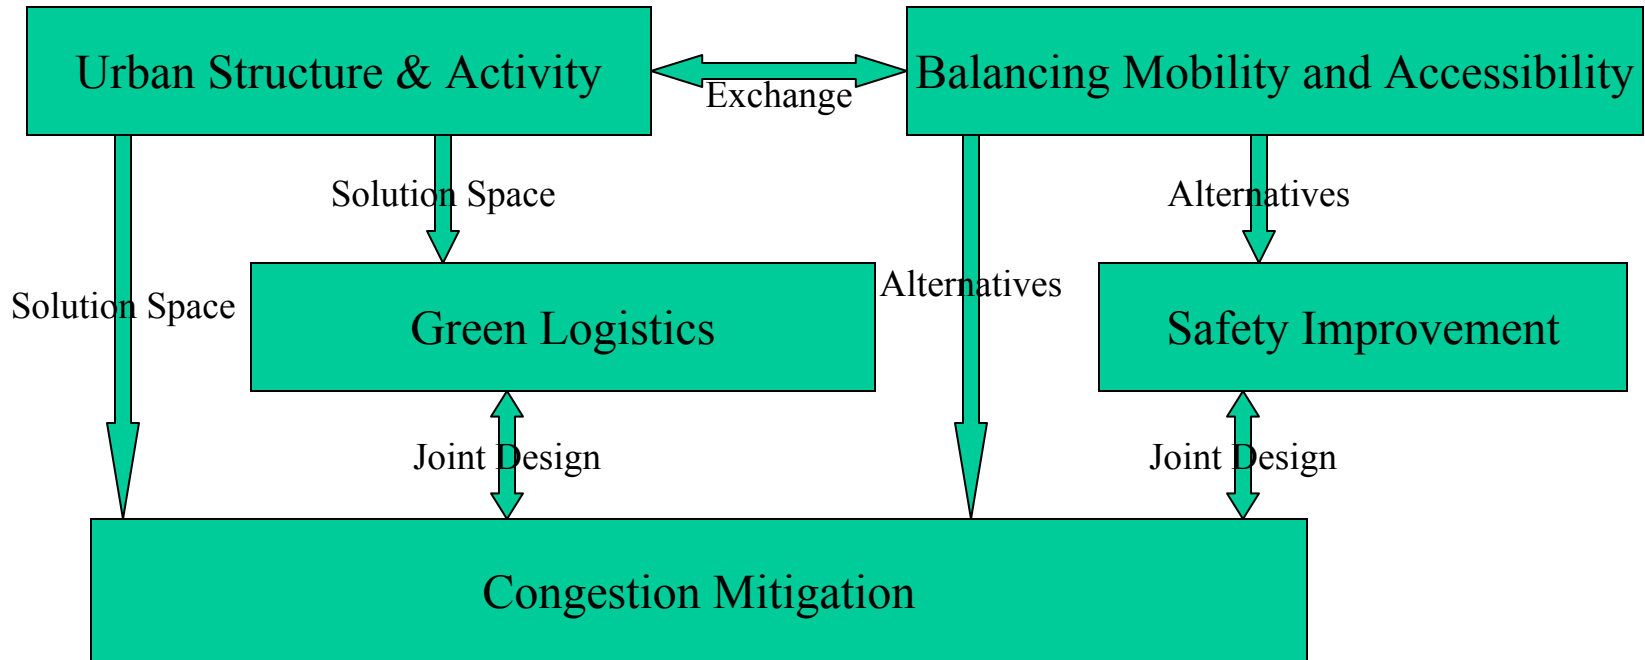 Urban Structure & Activity
Exchange
Balancing Mobility and Accessibility
Solution Space
Alternatives
Solution Space
Alternatives
Green Logistics
Safety Improvement
Joint Design
Joint Design
Congestion Mitigation